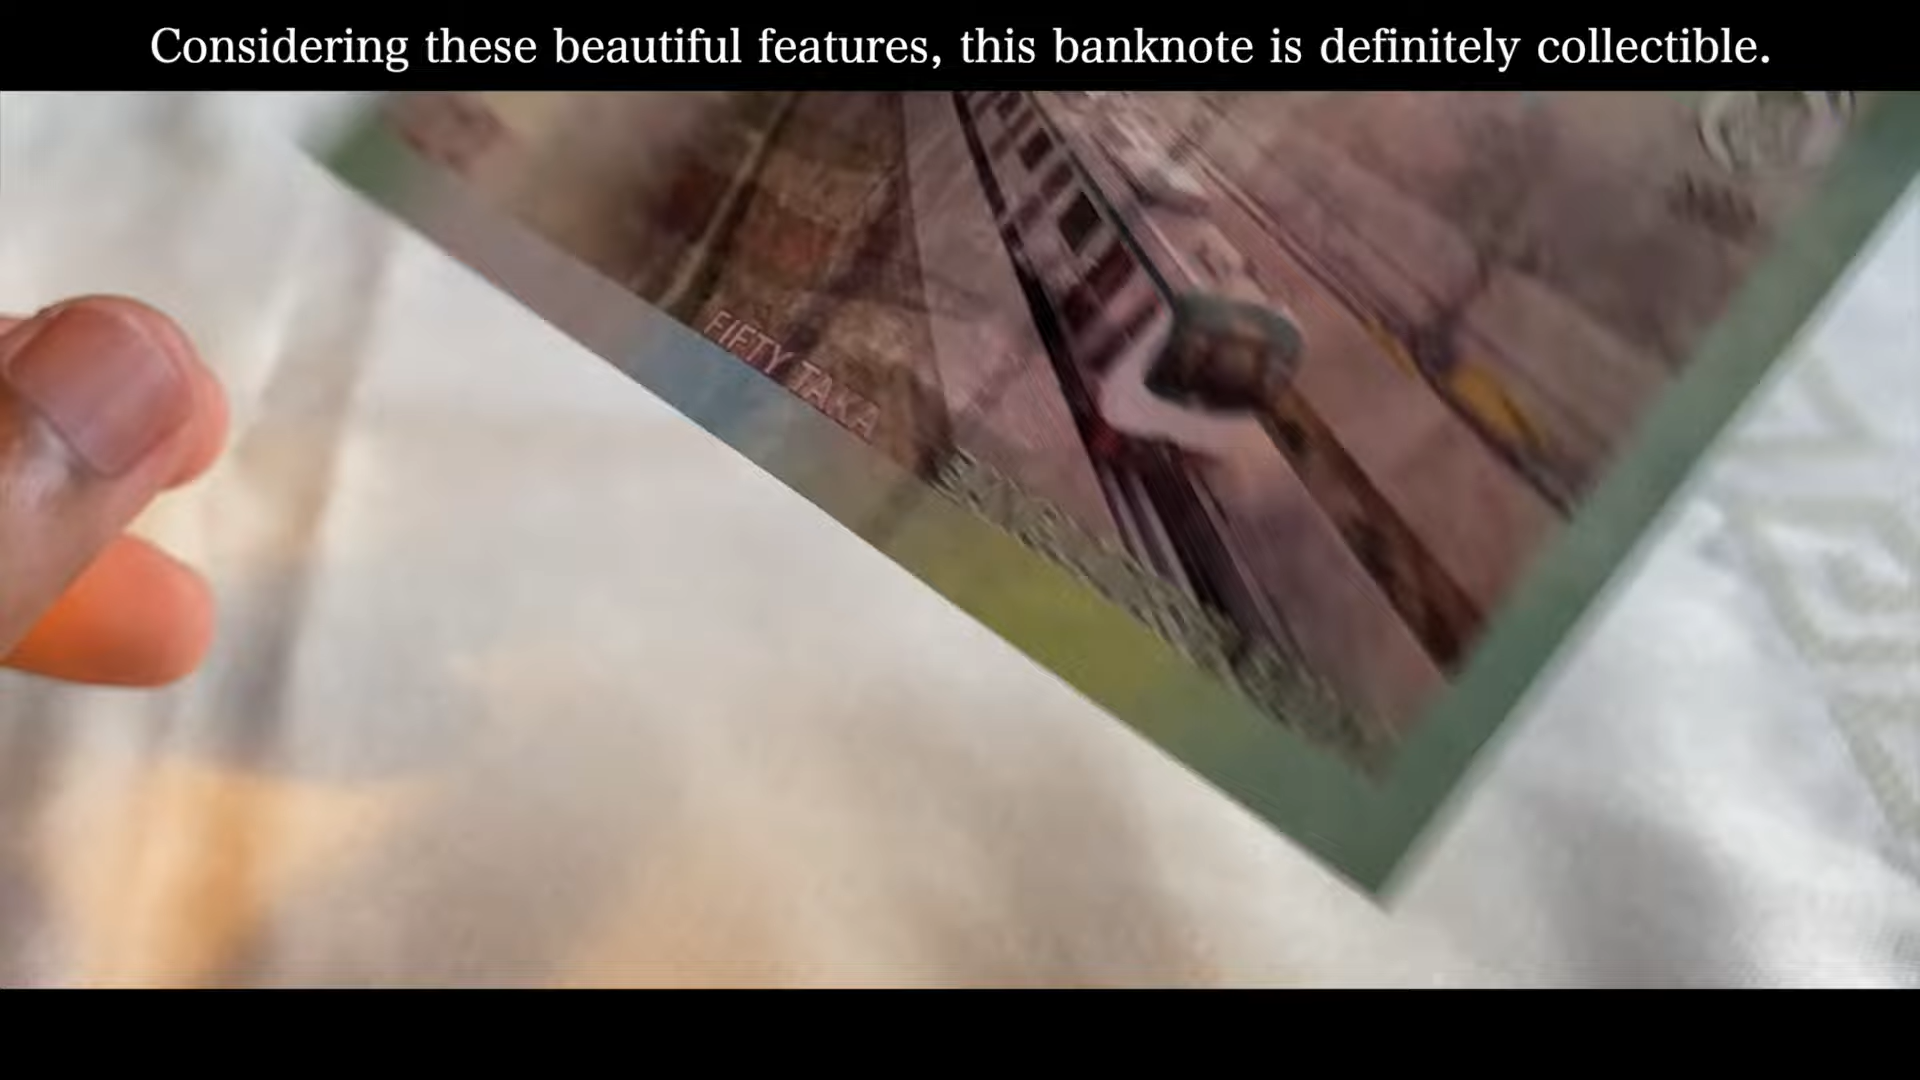 Considering these beautiful features, this banknote is definitely collectible.
FIFTY TAKA